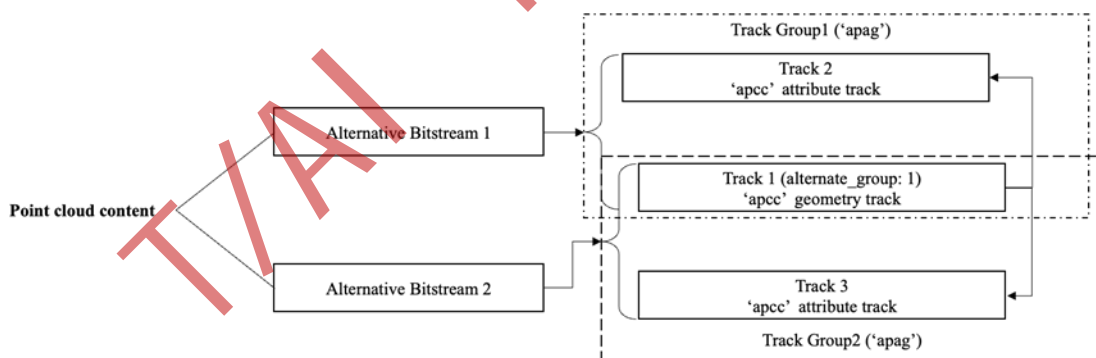 Track Group1 (‘apag’)
Track 2
‘apcc’ attribute track
Alternative Bitstream 1
Track 1 (alternate_group: 1)
‘apcc’ geometry track
Point cloud content
Alternative Bitstream 2
Track 3
‘apcc’ attribute track
Track Group2 (‘apag’)
T/AI